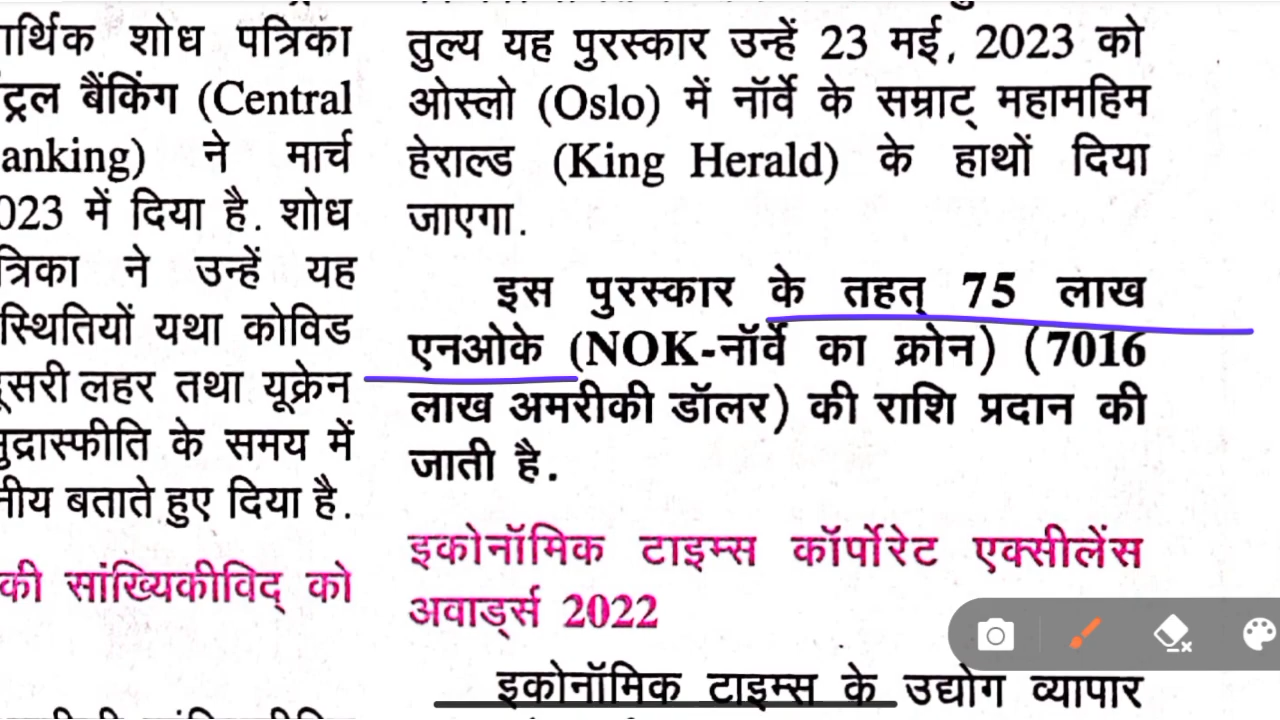 आर्थिक शोध पत्रिका
ट्रल बैंकिंग (Central
anking) ने मार्च
023 में दिया है. शोध
त्रिका ने उन्हें यह
स्थितियों यथा कोविड
दूसरी लहर तथा यूक्रेन
मुद्रास्फीति के समय में
नीय बताते हुए दिया है.
की सांख्यिकीविद् को
तुल्य यह पुरस्कार उन्हें 23 मई, 2023 को
ओस्लो (Oslo) में नॉर्वे के सम्राट् महामहिम
हेराल्ड (King Herald) के हाथों दिया
जाएगा.
इस पुरस्कार के तहत् 75 लाख
एनओके (NOK-नॉर्वे का क्रोन) (7016
लाख अमरीकी डॉलर) की राशि प्रदान की
जाती है.
इकोनॉमिक टाइम्स कॉर्पोरेट एक्सीलेंस
अवार्ड्स 2022
इकोनॉमिक टाइम्स के उद्योग व्यापार